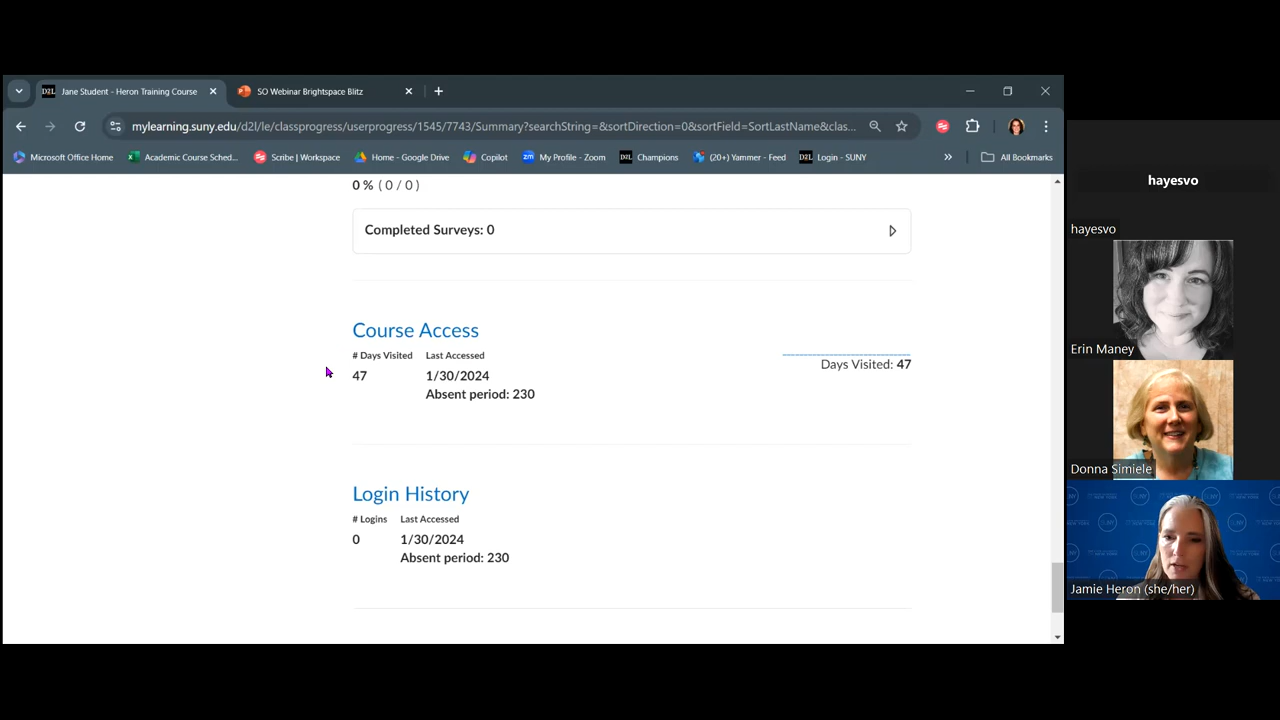 D2L Jane Student - Heron Training Course
SO Webinar Brightspace Blitz
mylearning.suny.edu/d2l/le/classprogress/userprogress/1545/7743/Summary?searchString=&sortDirection=0&sortField=SortLastName&clas...
Microsoft Office Home
Academic Course Sched...
Scribe | Workspace
Home - Google Drive
Copilot
zm My Profile - Zoom
D2L Champions
(20+) Yammer - Feed
D2L Login - SUNY
»
All Bookmarks
0 % ( 0 / 0 )
Completed Surveys: 0
Course Access
# Days Visited Last Accessed
47 1/30/2024
Absent period: 230
Days Visited: 47
Login History
# Logins Last Accessed
0 1/30/2024
Absent period: 230
hayesvo
hayesvo
Erin Maney
Donna Simiele
Jamie Heron (she/her)